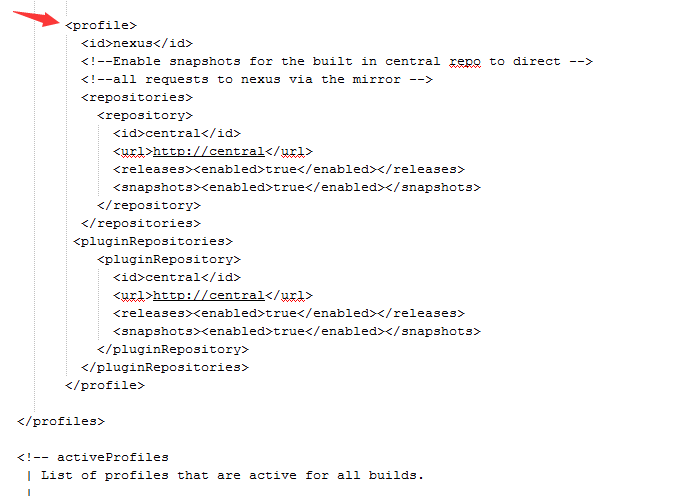 <profile>
<id>nexus</id>
<!--Enable snapshots for the built in central repo to direct -->
<!--all requests to nexus via the mirror -->
<repositories>
<repository>
<id>central</id>
<url>http://central</url>
<releases><enabled>true</enabled></releases>
<snapshots><enabled>true</enabled></snapshots>
</repository>
</repositories>
<pluginRepositories>
<pluginRepository>
<id>central</id>
<url>http://central</url>
<releases><enabled>true</enabled></releases>
<snapshots><enabled>true</enabled></snapshots>
</pluginRepository>
</pluginRepositories>
</profile>
</profiles>
<!-- activeProfiles
| List of profiles that are active for all builds.
|